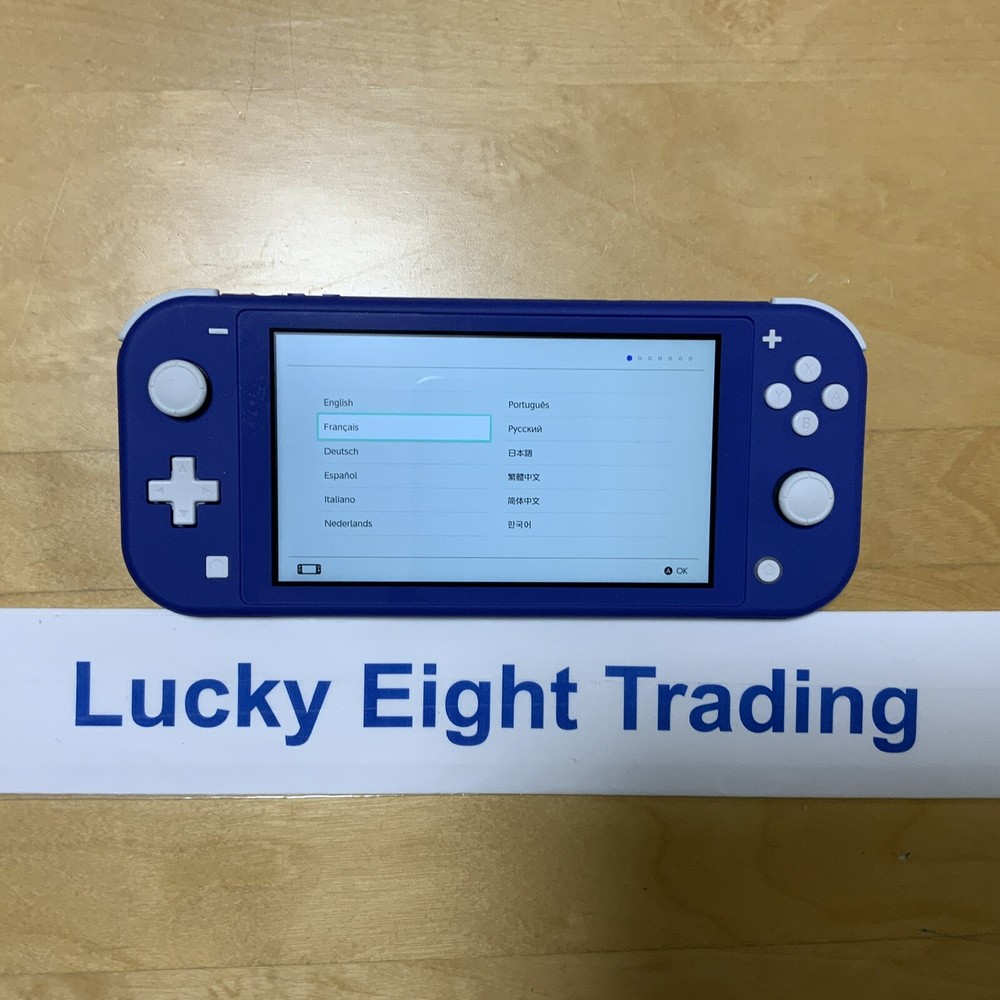 English
Français
Deutsch
Español
Italiano
Nederlands
Português
Русский
日本語
繁體中文
简体中文
한국어
A OK
X
Y
A
B
Lucky Eight Trading